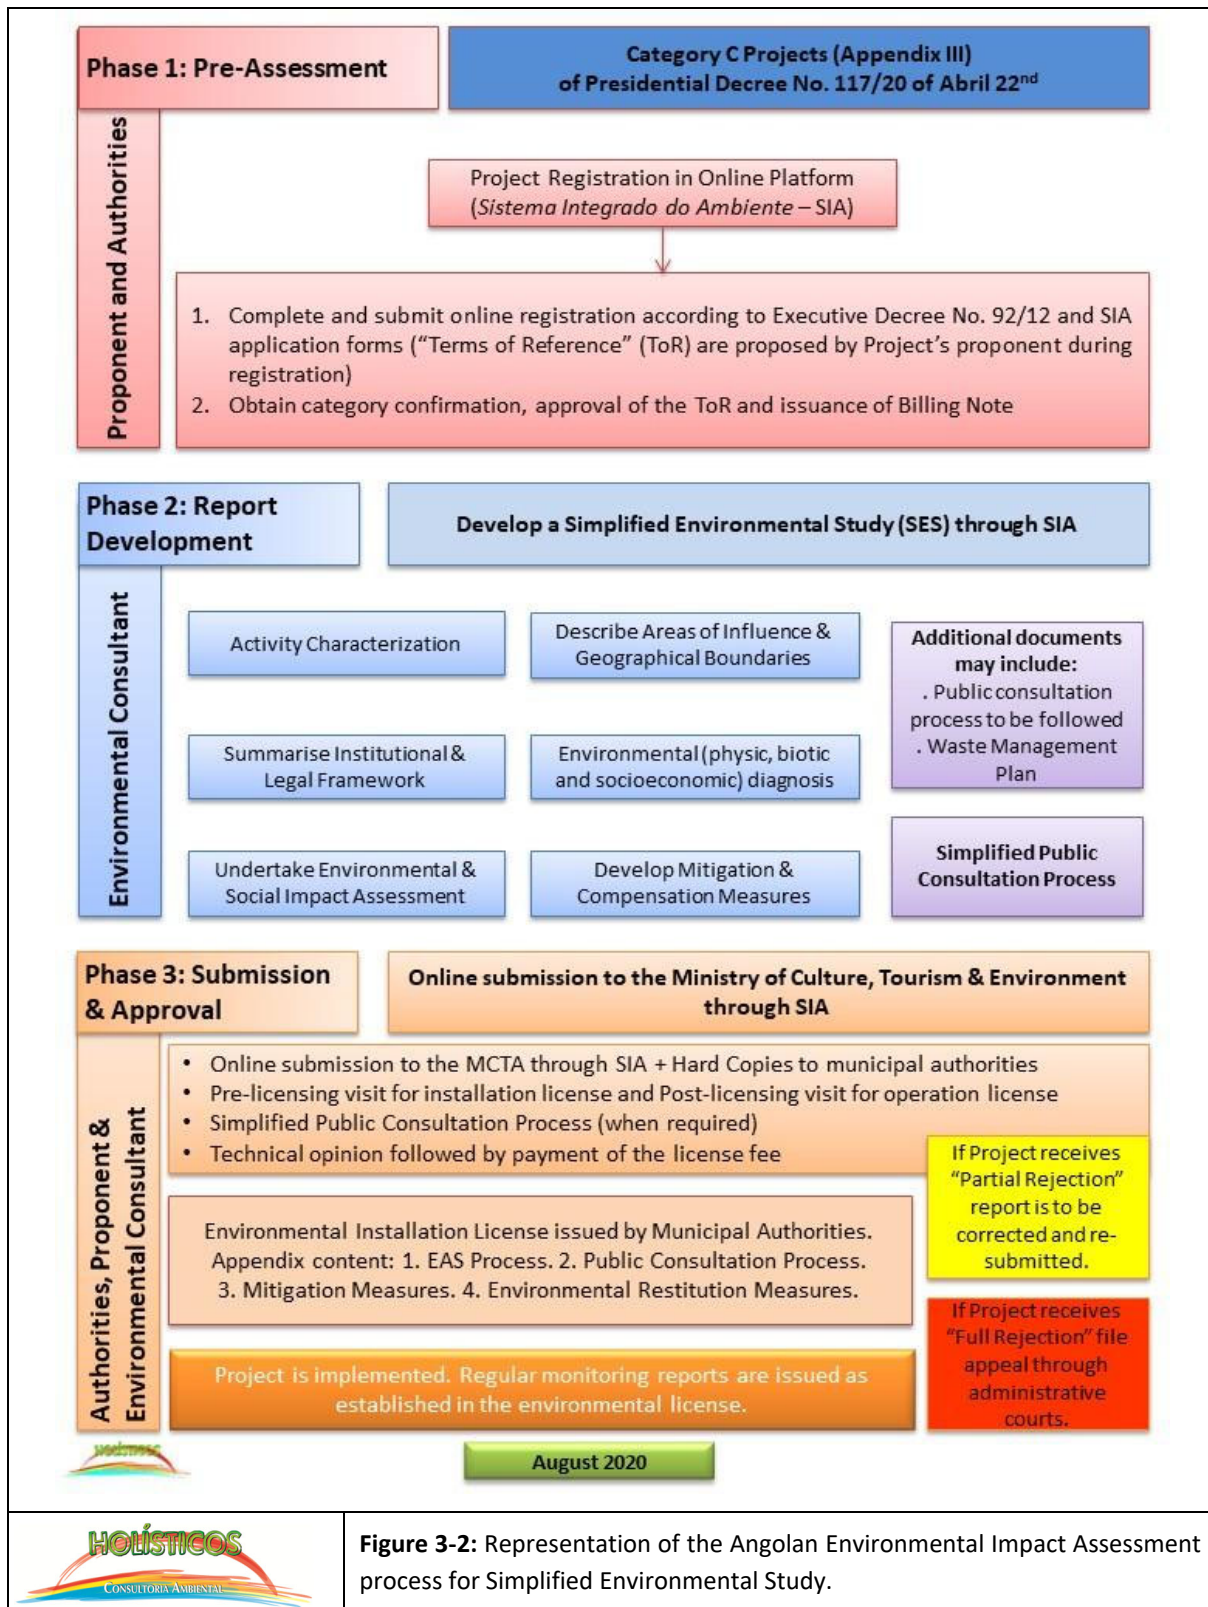 Phase 1: Pre-Assessment
Category C Projects (Appendix III)
of Presidential Decree No. 117/20 of Abril 22nd
Proponent and Authorities
Project Registration in Online Platform
(Sistema Integrado do Ambiente – SIA)
1. Complete and submit online registration according to Executive Decree No. 92/12 and SIA
application forms (“Terms of Reference” (ToR) are proposed by Project’s proponent during
registration)
2. Obtain category confirmation, approval of the ToR and issuance of Billing Note
Phase 2: Report
Development
Develop a Simplified Environmental Study (SES) through SIA
Environmental Consultant
Activity Characterization
Describe Areas of Influence &
Geographical Boundaries
Summarise Institutional &
Legal Framework
Environmental (physic, biotic
and socioeconomic) diagnosis
Undertake Environmental &
Social Impact Assessment
Develop Mitigation &
Compensation Measures
Additional documents
may include:
. Public consultation
process to be followed
. Waste Management
Plan
Simplified Public
Consultation Process
Phase 3: Submission
& Approval
Online submission to the Ministry of Culture, Tourism & Environment
through SIA
Authorities, Proponent &
Environmental Consultant
• Online submission to the MCTA through SIA + Hard Copies to municipal authorities
• Pre-licensing visit for installation license and Post-licensing visit for operation license
• Simplified Public Consultation Process (when required)
• Technical opinion followed by payment of the license fee
If Project receives
“Partial Rejection”
report is to be
corrected and re-
submitted.
Environmental Installation License issued by Municipal Authorities.
Appendix content: 1. EAS Process. 2. Public Consultation Process.
3. Mitigation Measures. 4. Environmental Restitution Measures.
If Project receives
“Full Rejection” file
appeal through
administrative
courts.
Project is implemented. Regular monitoring reports are issued as
established in the environmental license.
HOLÍSTICOS
August 2020
HOLÍSTICOS
CONSULTORIA AMBIENTAL
Figure 3-2: Representation of the Angolan Environmental Impact Assessment
process for Simplified Environmental Study.